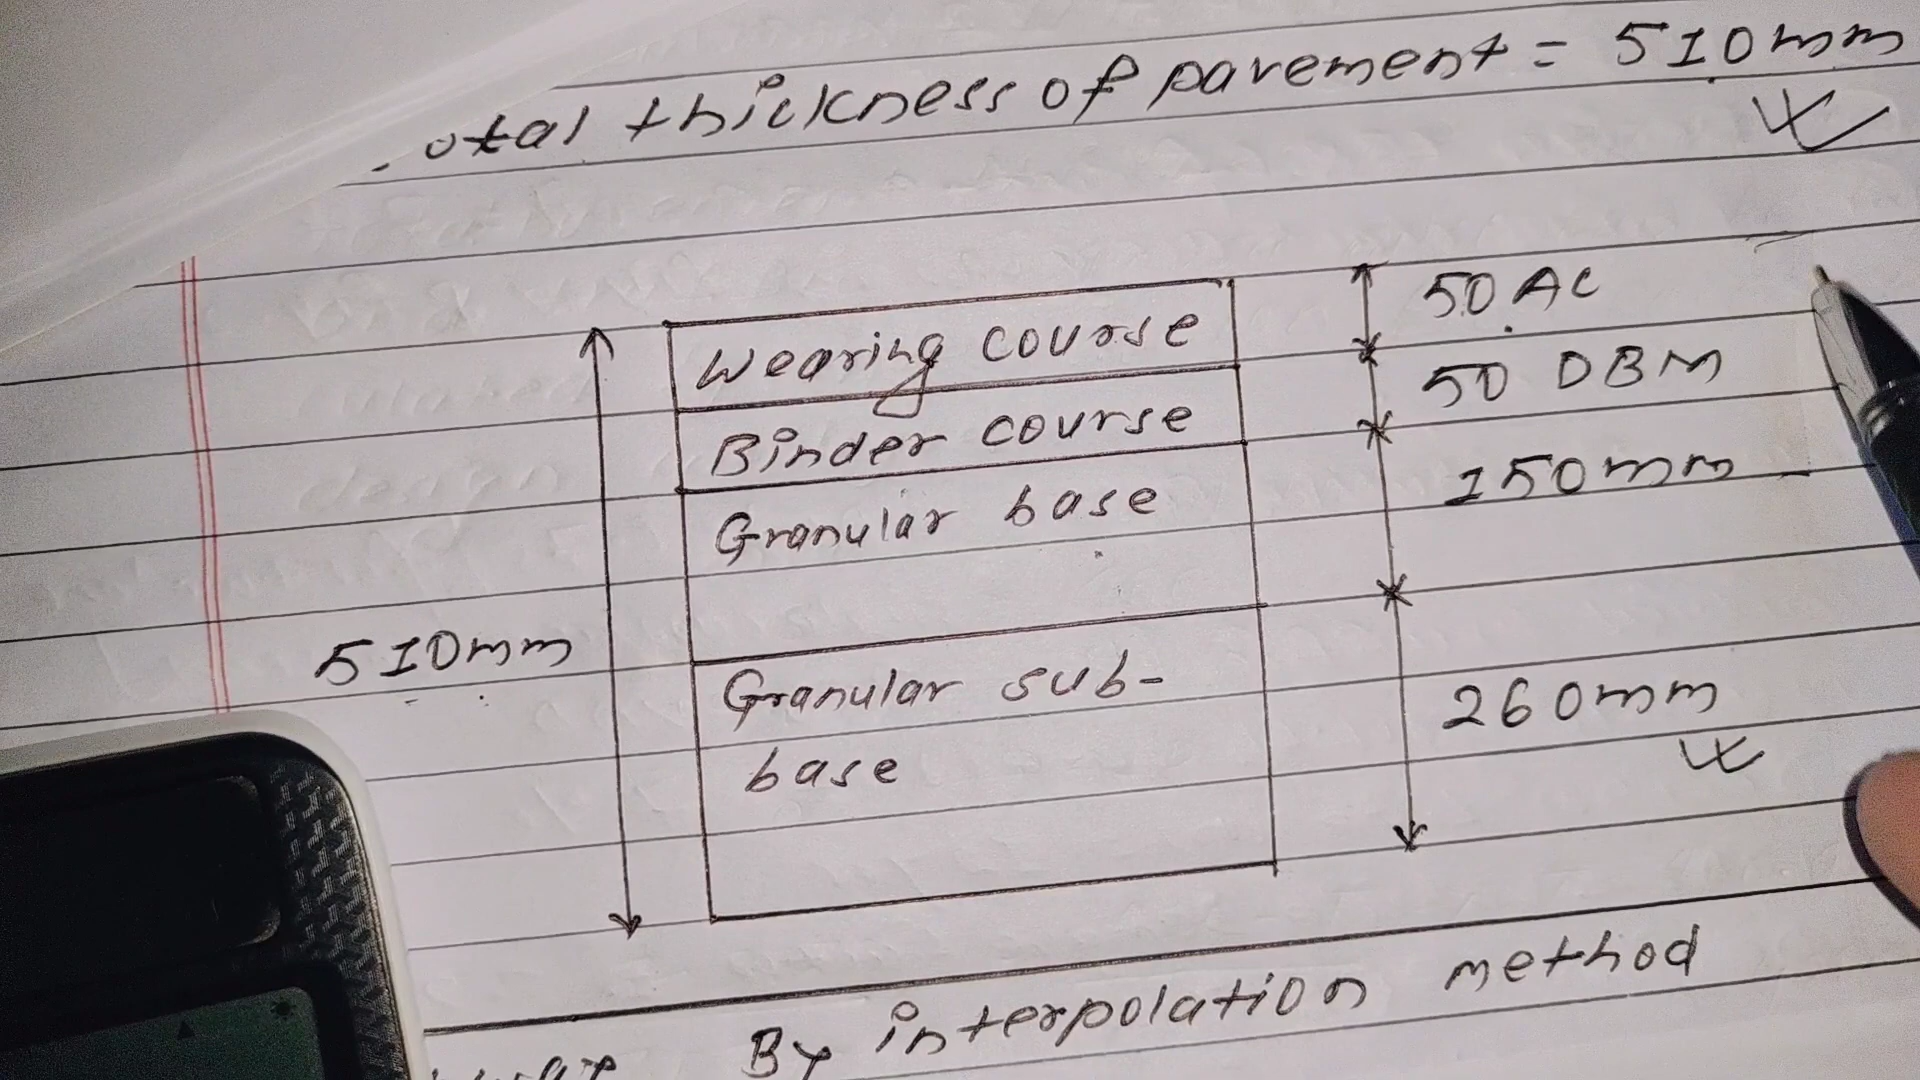 otal thickness of pavement = 510mm
Wearing course
50 AC
Binder course
50 DBM
Granular base
150mm
510mm
Granular sub-
base
260mm
By interpolation method